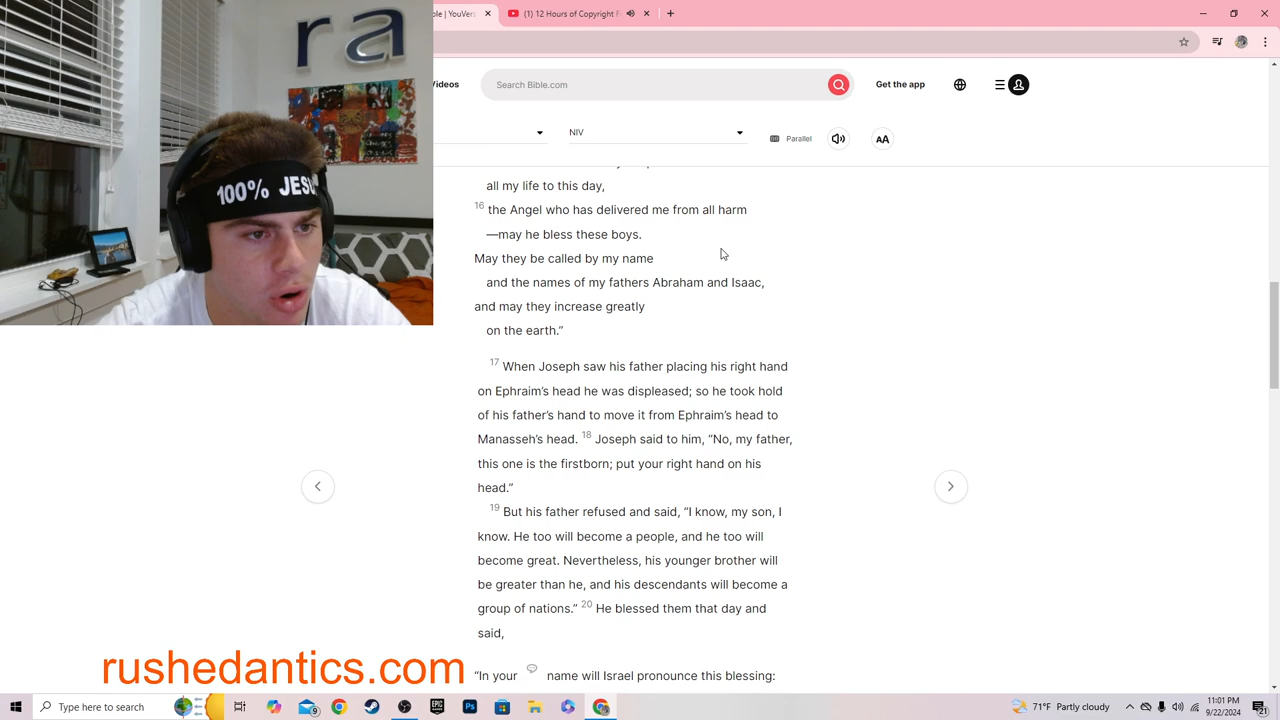 ra
100% JESU
ple | YouVers
(1) 12 Hours of Copyright F
Videos
Search Bible.com
Get the app
NIV
Parallel
AA
all my life to this day,
16 the Angel who has delivered me from all harm
—may he bless these boys.
May they be called by my name
and the names of my fathers Abraham and Isaac,
and may they increase greatly
on the earth.”
17 When Joseph saw his father placing his right hand
on Ephraim’s head he was displeased; so he took hold
of his father’s hand to move it from Ephraim’s head to
Manasseh’s head. 18 Joseph said to him, “No, my father,
this one is the firstborn; put your right hand on his
head.”
19 But his father refused and said, “I know, my son, I
know. He too will become a people, and he too will
become great. Nevertheless, his younger brother will
be greater than he, and his descendants will become a
group of nations.” 20 He blessed them that day and
said,
“In your name will Israel pronounce this blessing:
rushedantics.com
Type here to search
9
EPIC
Ps
71°F Partly cloudy
11:01 PM
9/22/2024
21